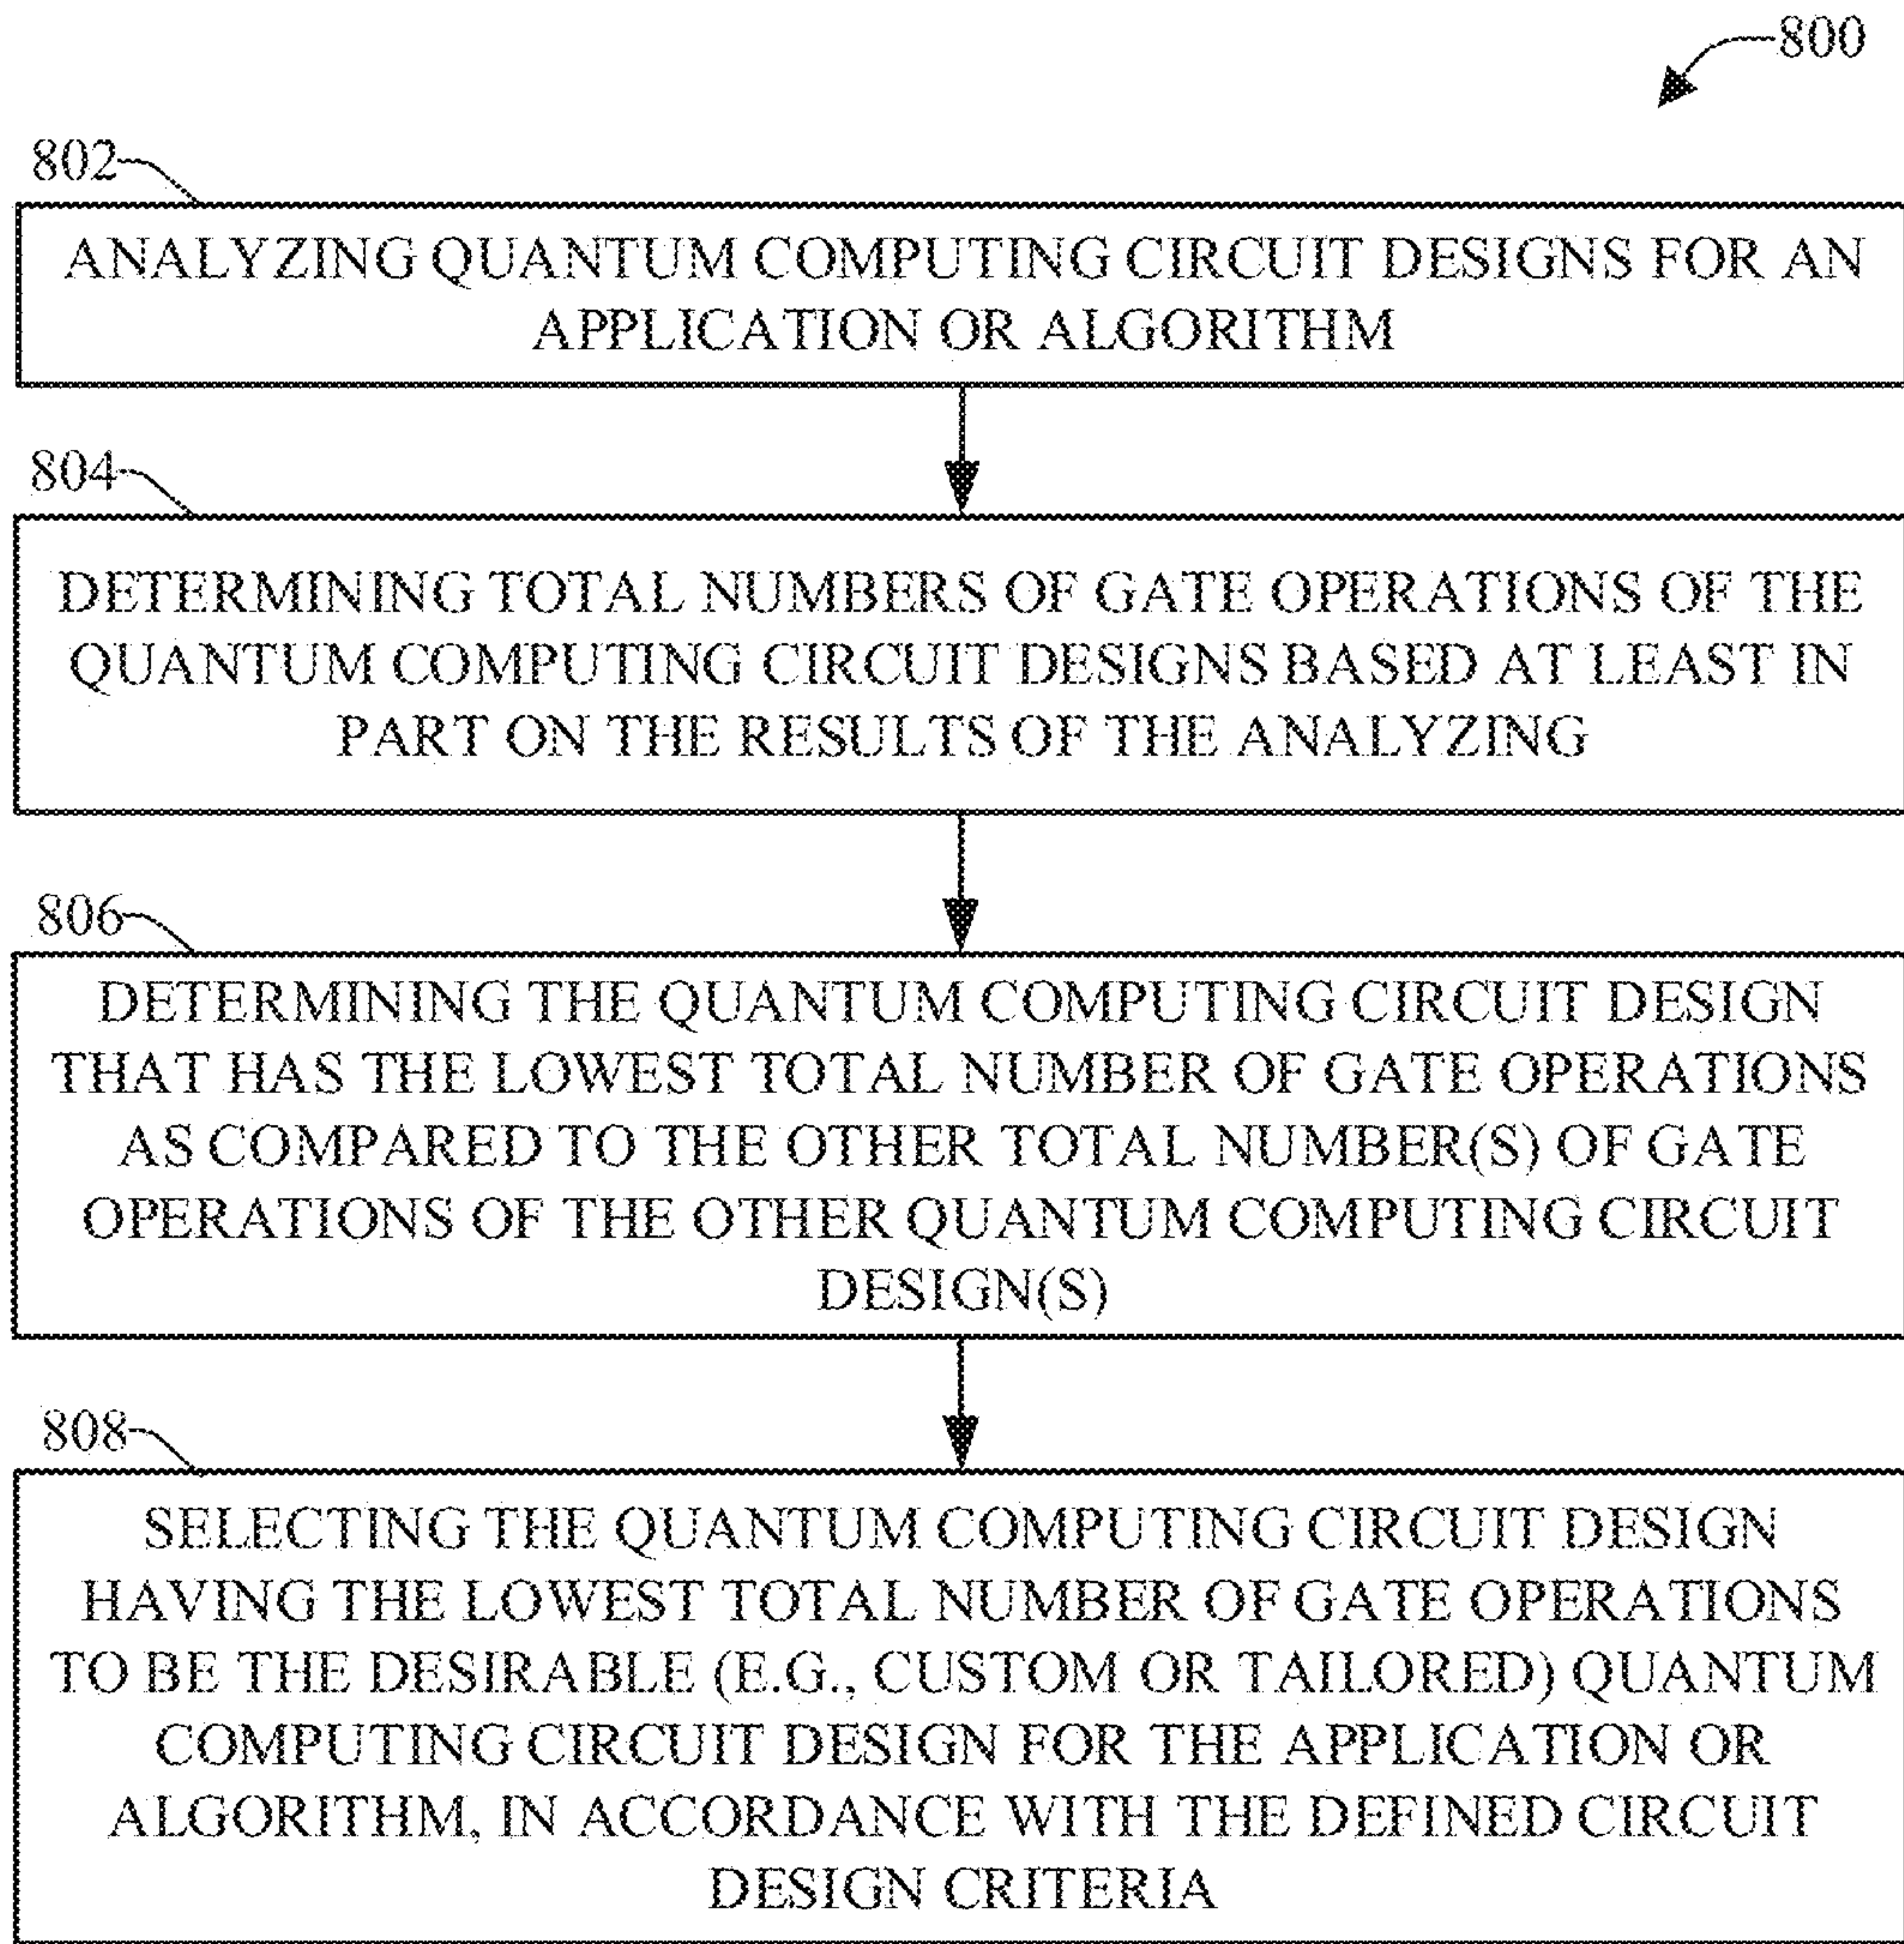 800
802
ANALYZING QUANTUM COMPUTING CIRCUIT DESIGNS FOR AN
APPLICATION OR ALGORITHM
804
DETERMINING TOTAL NUMBERS OF GATE OPERATIONS OF THE
QUANTUM COMPUTING CIRCUIT DESIGNS BASED AT LEAST IN
PART ON THE RESULTS OF THE ANALYZING
806
DETERMINING THE QUANTUM COMPUTING CIRCUIT DESIGN
THAT HAS THE LOWEST TOTAL NUMBER OF GATE OPERATIONS
AS COMPARED TO THE OTHER TOTAL NUMBER(S) OF GATE
OPERATIONS OF THE OTHER QUANTUM COMPUTING CIRCUIT
DESIGN(S)
808
SELECTING THE QUANTUM COMPUTING CIRCUIT DESIGN
HAVING THE LOWEST TOTAL NUMBER OF GATE OPERATIONS
TO BE THE DESIRABLE (E.G., CUSTOM OR TAILORED) QUANTUM
COMPUTING CIRCUIT DESIGN FOR THE APPLICATION OR
ALGORITHM, IN ACCORDANCE WITH THE DEFINED CIRCUIT
DESIGN CRITERIA